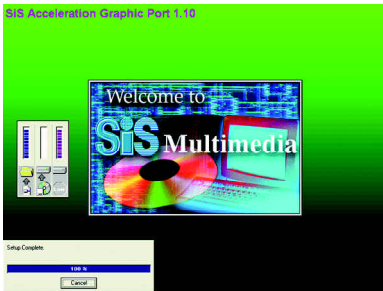 SiS Acceleration Graphic Port 1.10
Welcome to
SiS Multimedia
Setup Complete.
100 %
Cancel